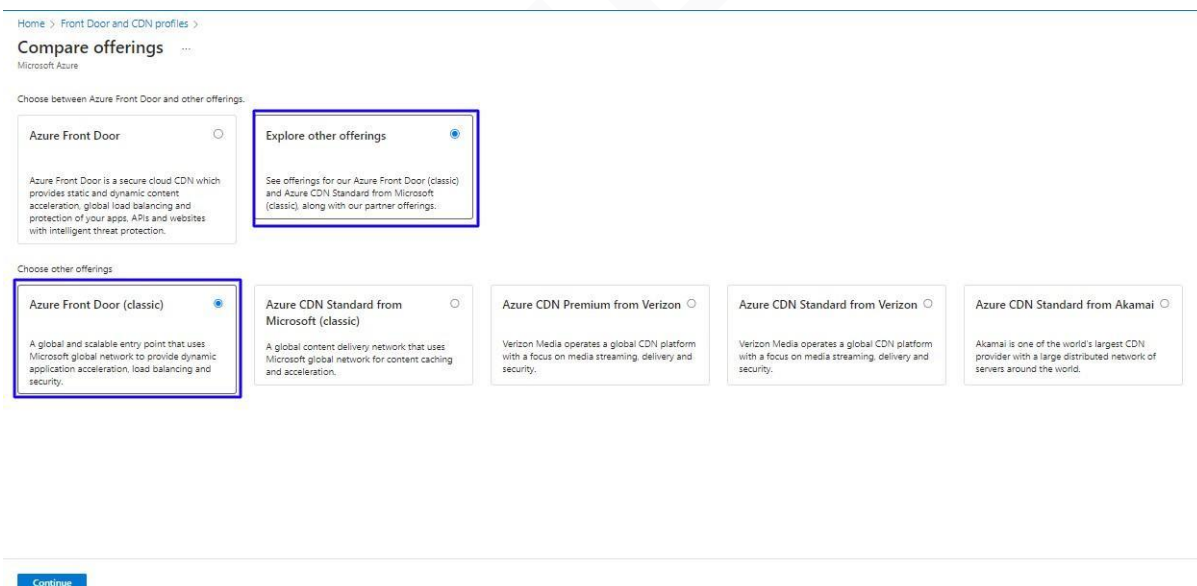 Home > Front Door and CDN profiles >
Compare offerings ...
Microsoft Azure
Choose between Azure Front Door and other offerings.
Azure Front Door
Azure Front Door is a secure cloud CDN which
provides static and dynamic content
acceleration, global load balancing and
protection of your apps, APIs and websites
with intelligent threat protection.
Explore other offerings
See offerings for our Azure Front Door (classic)
and Azure CDN Standard from Microsoft
(classic), along with our partner offerings.
Choose other offerings
Azure Front Door (classic)
A global and scalable entry point that uses
Microsoft global network to provide dynamic
application acceleration, load balancing and
security.
Azure CDN Standard from
Microsoft (classic)
A global content delivery network that uses
Microsoft global network for content caching
and acceleration.
Azure CDN Premium from Verizon
Verizon Media operates a global CDN platform
with a focus on media streaming, delivery and
security.
Azure CDN Standard from Verizon
Verizon Media operates a global CDN platform
with a focus on media streaming, delivery and
security.
Azure CDN Standard from Akamai
Akamai is one of the world's largest CDN
provider with a large distributed network of
servers around the world.
Continue